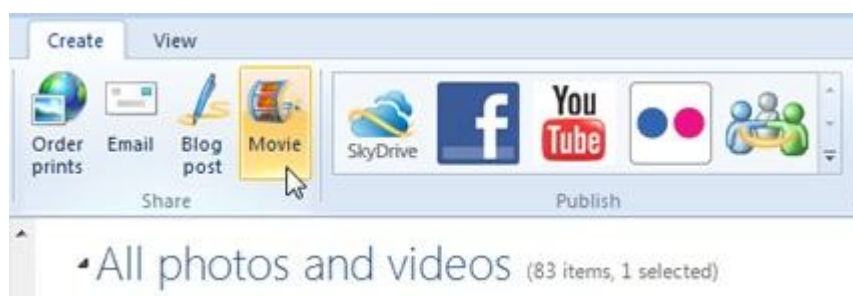 Create View
Order prints
Email
Blog post
Movie
SkyDrive
f
You Tube
Share
Publish
All photos and videos (83 items, 1 selected)